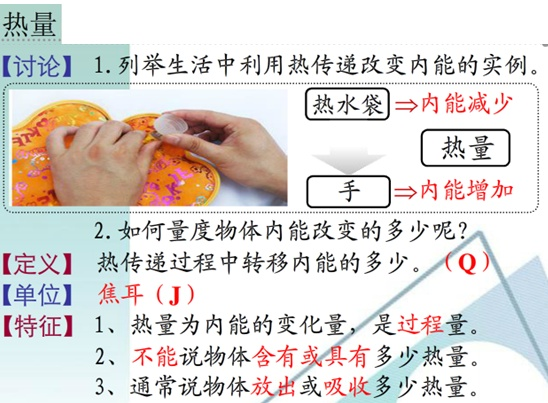 热量
【讨论】 1.列举生活中利用热传递改变内能的实例。
热水袋⇒内能减少
热量
手⇒内能增加
2.如何量度物体内能改变的多少呢？
【定义】 热传递过程中转移内能的多少。（Q）
【单位】 焦耳（J）
【特征】 1、热量为内能的变化量，是过程量。
2、不能说物体含有或具有多少热量。
3、通常说物体放出或吸收多少热量。